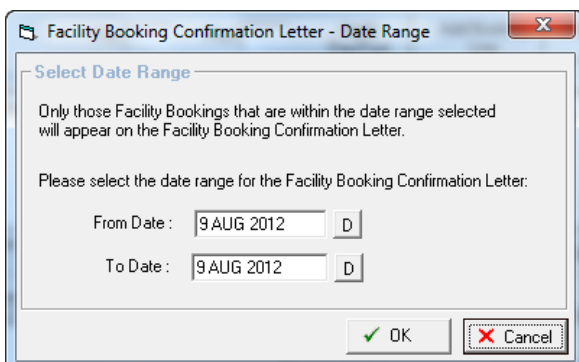 Facility Booking Confirmation Letter - Date Range
Select Date Range
Only those Facility Bookings that are within the date range selected
will appear on the Facility Booking Confirmation Letter.
Please select the date range for the Facility Booking Confirmation Letter:
From Date : 9 AUG 2012 D
To Date : 9 AUG 2012 D
OK Cancel